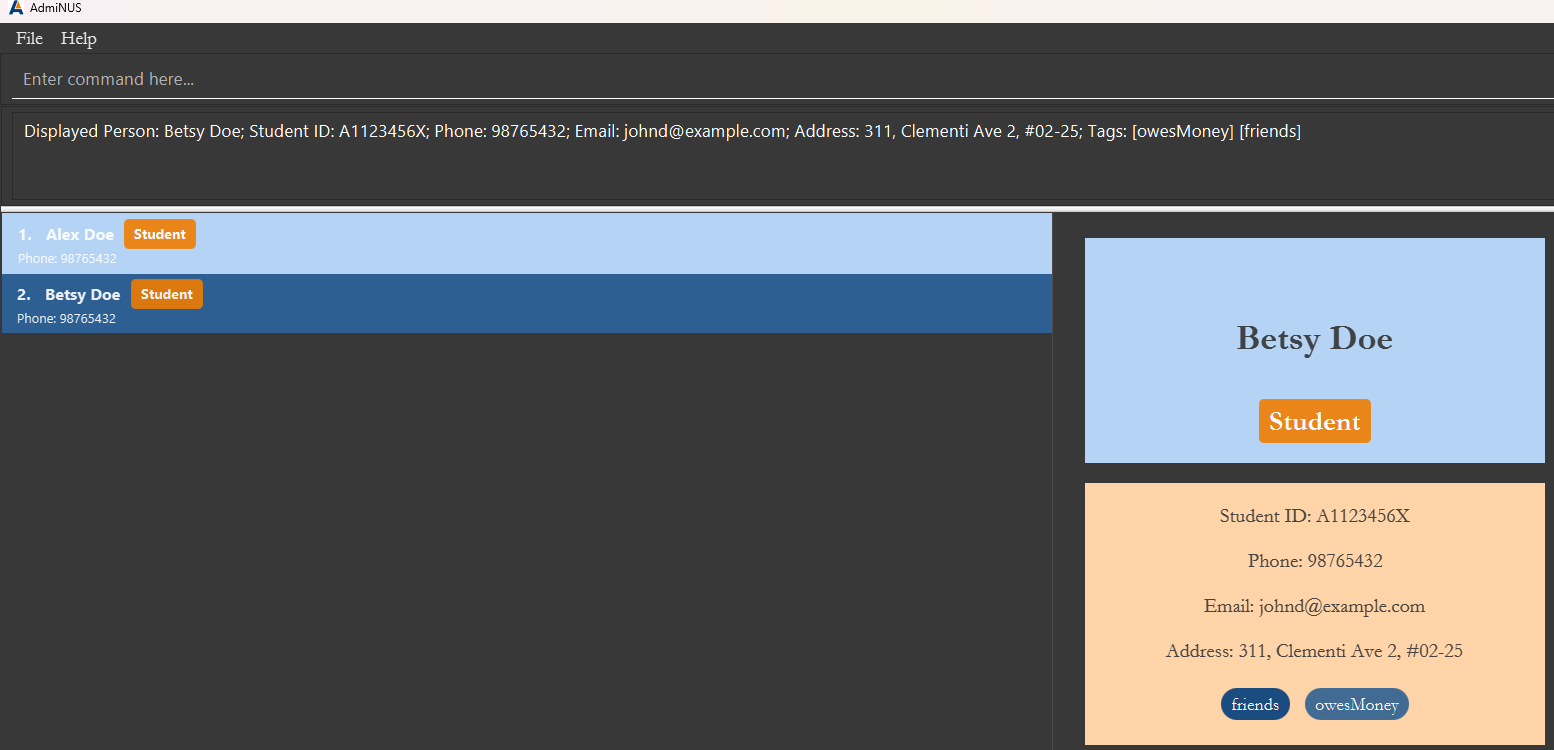 AdmiNUS
File Help
Enter command here...
Displayed Person: Betsy Doe; Student ID: A1123456X; Phone: 98765432; Email: johnd@example.com; Address: 311, Clementi Ave 2, #02-25; Tags: [owesMoney] [friends]
1. Alex Doe Student
Phone: 98765432
2. Betsy Doe Student
Phone: 98765432
Betsy Doe
Student
Student ID: A1123456X
Phone: 98765432
Email: johnd@example.com
Address: 311, Clementi Ave 2, #02-25
friends owesMoney